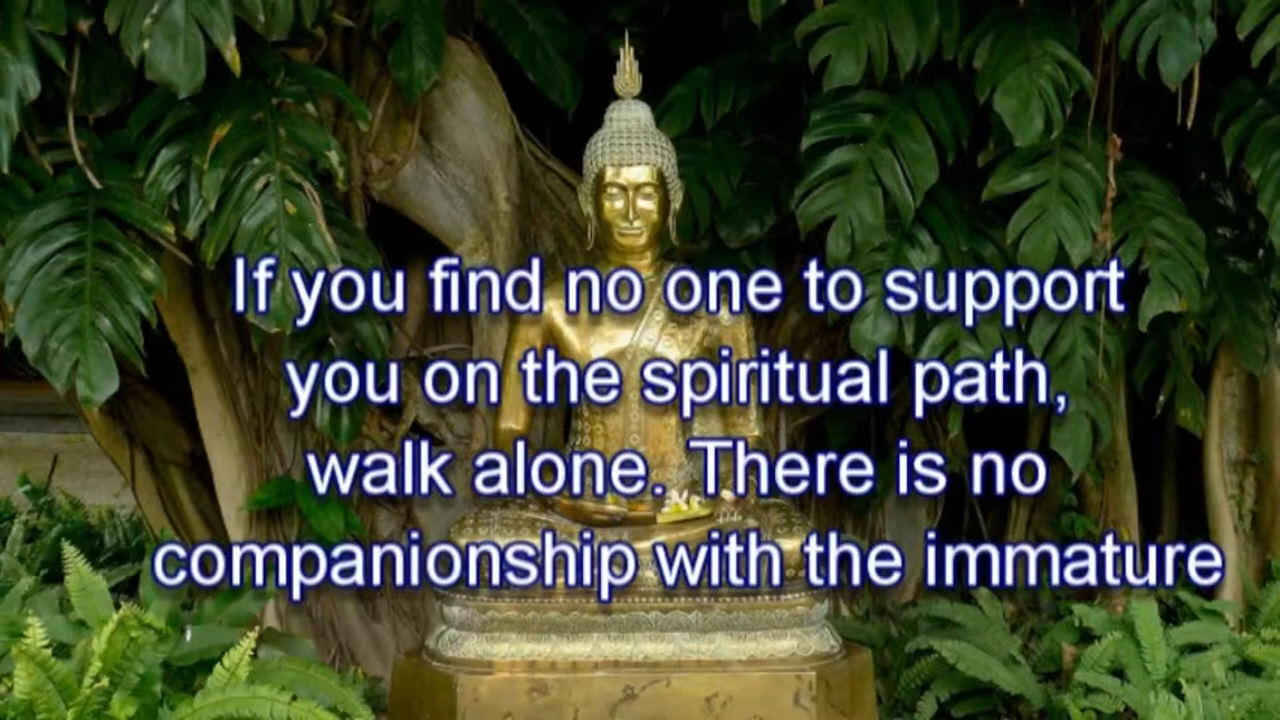 If you find no one to support
you on the spiritual path,
walk alone. There is no
companionship with the immature